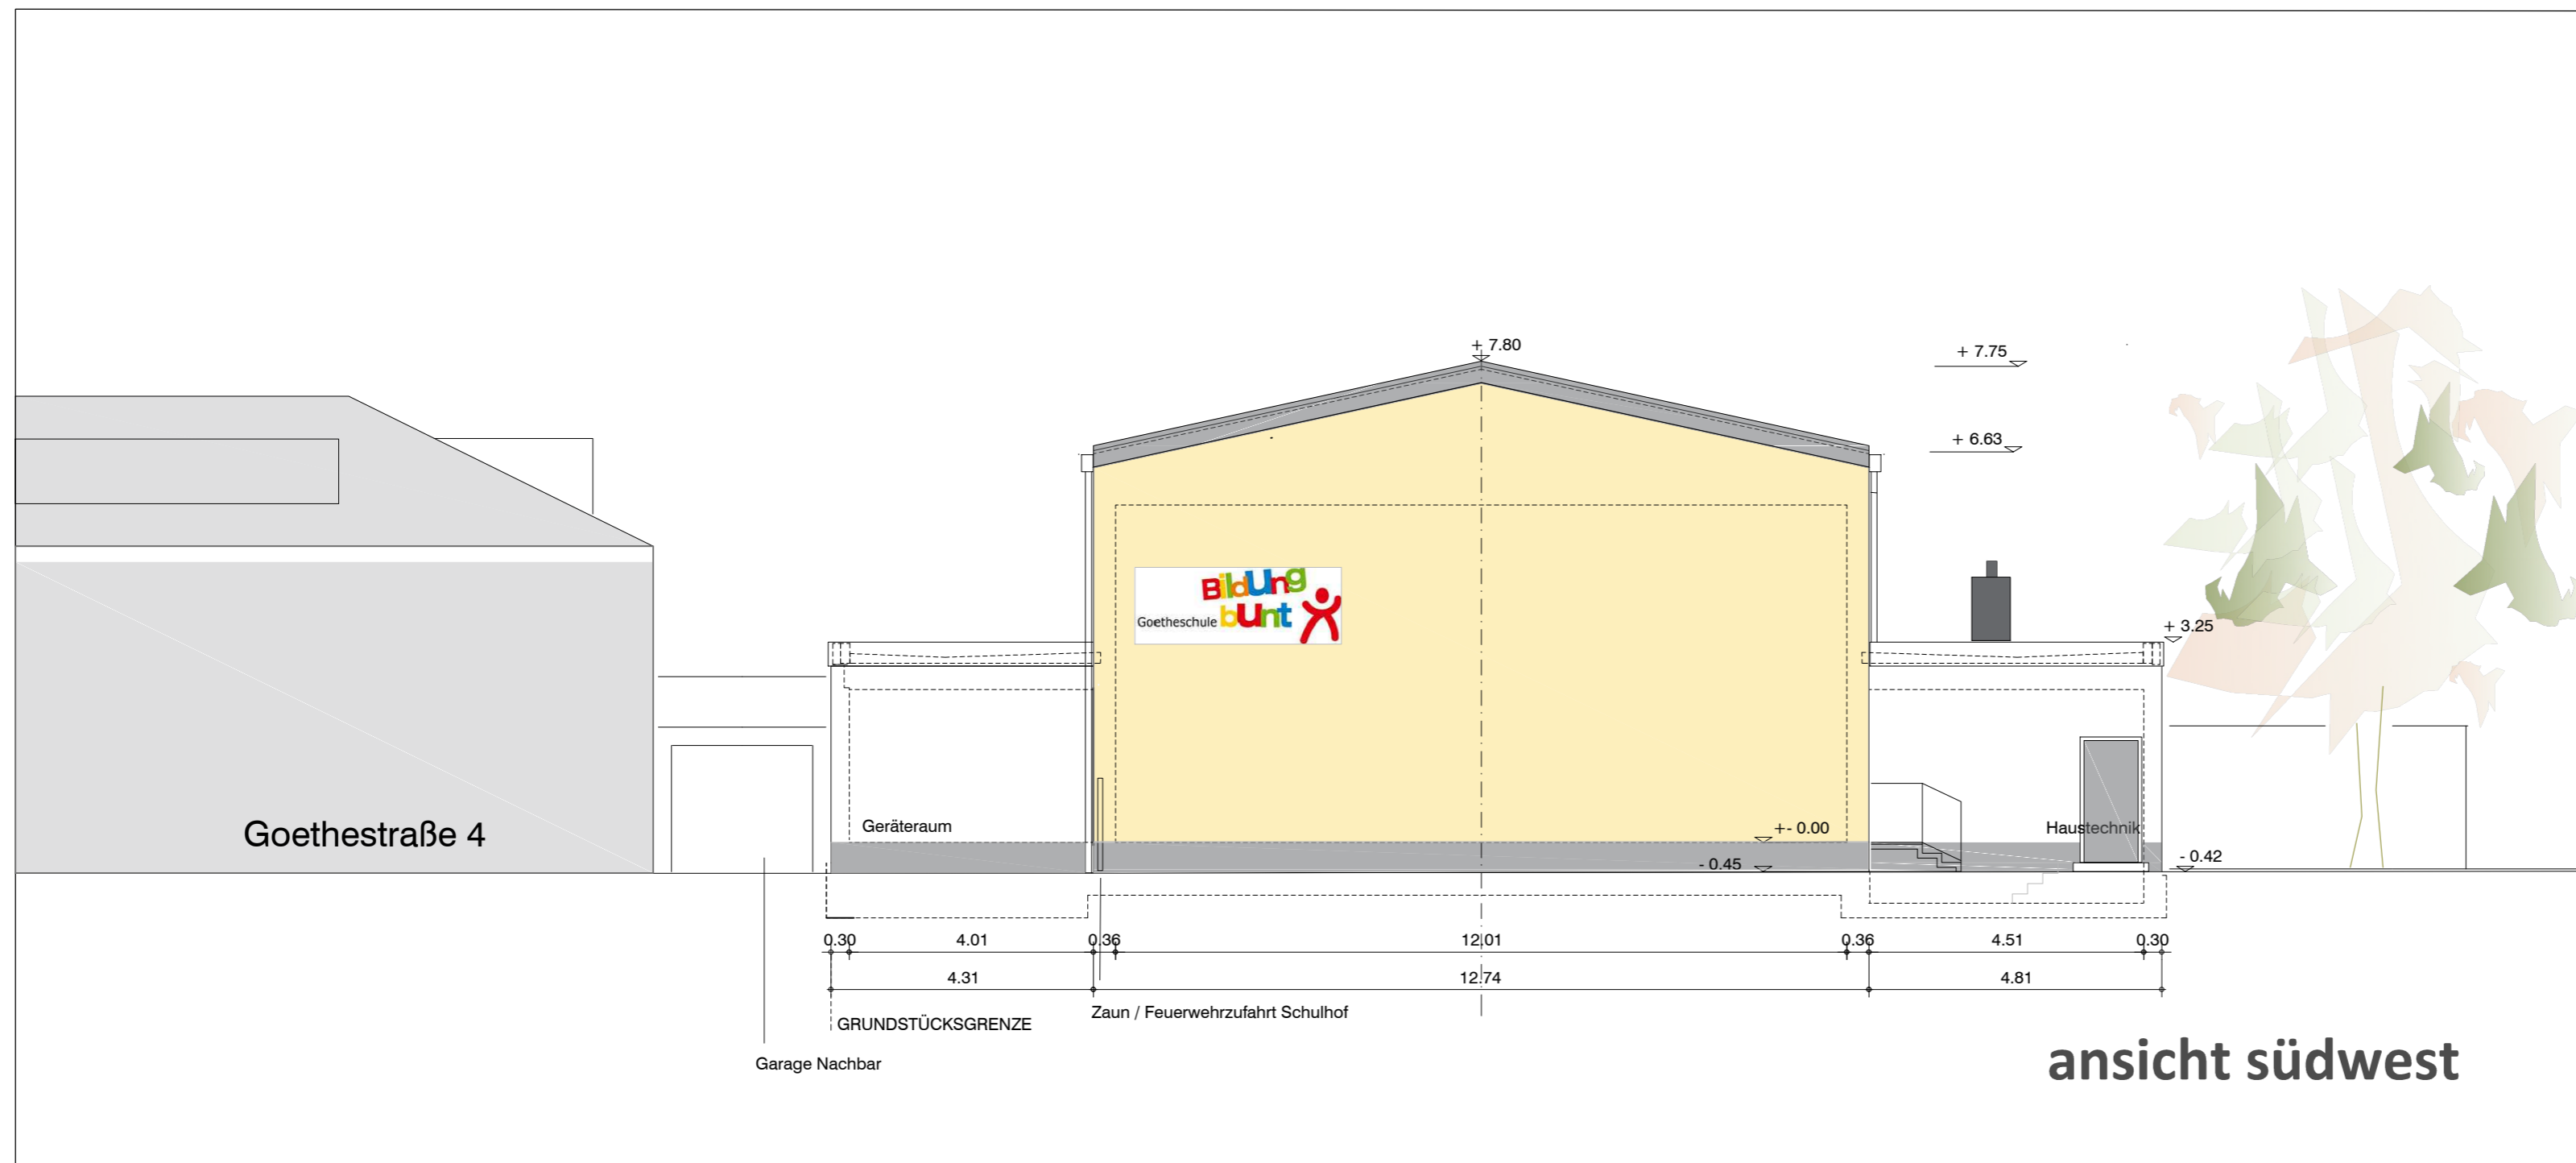 + 7.80
+ 7.75
+ 6.63
BildUng
Goetheschule bUnt
+ 3.25
Goethestraße 4
Geräteraum
+- 0.00
Haustechnik
- 0.45
- 0.42
0.30 4.01 0.36 12.01 0.36 4.51 0.30
4.31 12.74 4.81
Zaun / Feuerwehrzufahrt Schulhof
GRUNDSTÜCKSGRENZE
Garage Nachbar
ansicht südwest